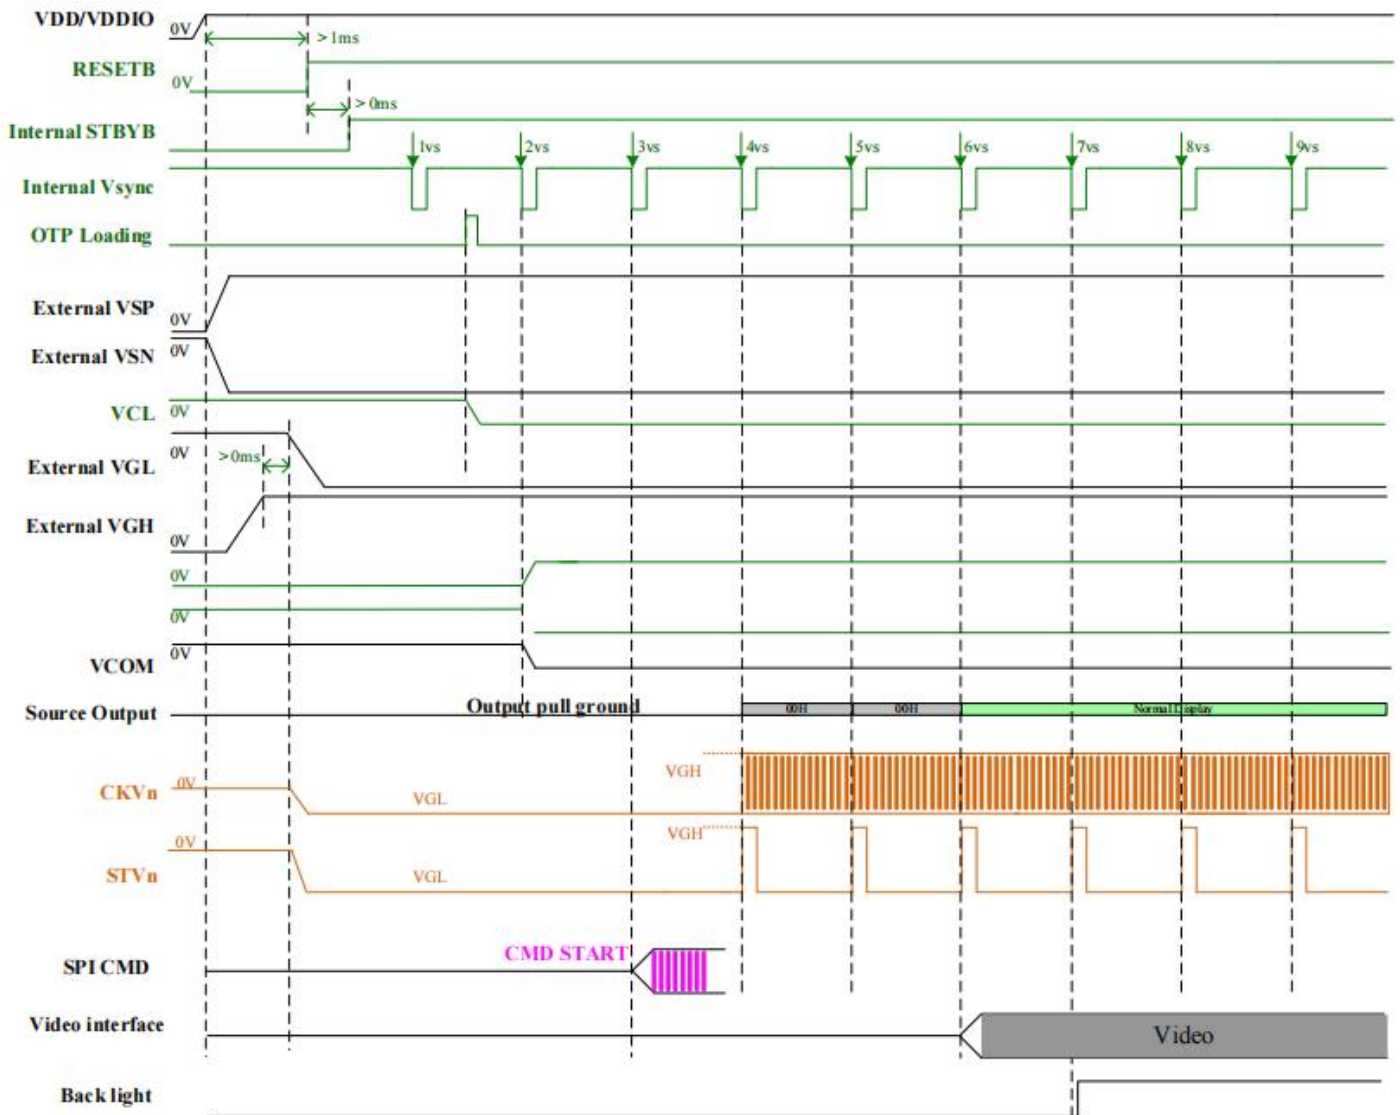 VDD/VDDIO
0V
>1ms
RESETB
0V
>0ms
Internal STBYB
1vs
2vs
3vs
4vs
5vs
6vs
7vs
8vs
9vs
Internal Vsync
OTP Loading
External VSP
0V
External VSN
0V
VCL
0V
External VGL
0V
>0ms
External VGH
0V
0V
0V
VCOM
0V
Source Output
Output pull ground
00H
00H
Normal Display
CKVn
0V
VGL
VGH
STVn
0V
VGL
VGH
SPI CMD
CMD START
Video interface
Video
Back light